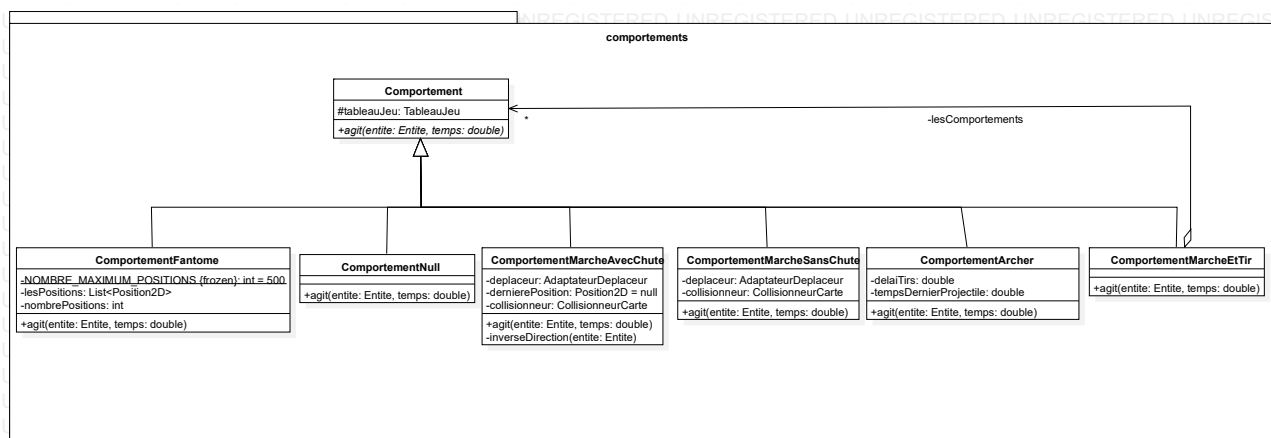 UNREGISTERED UNREGISTERED UNREGISTERED UNREGIS
comportements
Comportement
#tableauJeu: TableauJeu
+agit(entite: Entite, temps: double)
*
-lesComportements
ComportementFantome
-NOMBRE_MAXIMUM_POSITIONS {frozen}: int = 500
-lesPositions: List<Position2D>
-nombrePositions: int
+agit(entite: Entite, temps: double)
ComportementNull
+agit(entite: Entite, temps: double)
ComportementMarcheAvecChute
-deplaceur: AdaptateurDeplaceur
-dernierePosition: Position2D = null
-collisionneur: CollisionneurCarte
+agit(entite: Entite, temps: double)
-inverseDirection(entite: Entite)
ComportementMarcheSansChute
-deplaceur: AdaptateurDeplaceur
-collisionneur: CollisionneurCarte
+agit(entite: Entite, temps: double)
ComportementArcher
-delaiTirs: double
-tempsDernierProjectile: double
+agit(entite: Entite, temps: double)
ComportementMarcheEtTir
+agit(entite: Entite, temps: double)